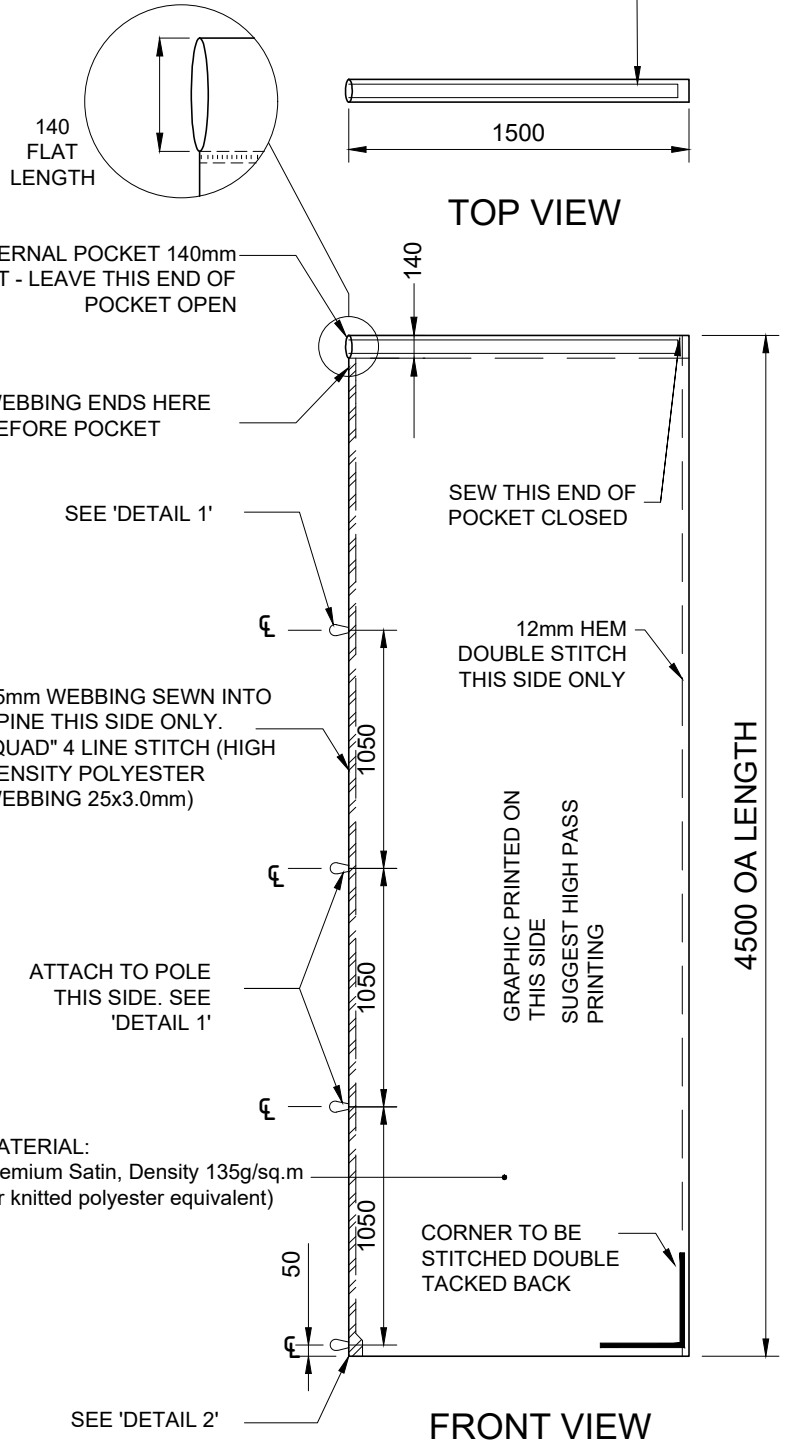 140
FLAT
LENGTH
1500
TOP VIEW
ERNAL POCKET 140mm
T - LEAVE THIS END OF
POCKET OPEN
140
EBBING ENDS HERE
EFORE POCKET
SEE 'DETAIL 1'
SEW THIS END OF
POCKET CLOSED
℄
12mm HEM
DOUBLE STITCH
THIS SIDE ONLY
5mm WEBBING SEWN INTO
PINE THIS SIDE ONLY.
QUAD" 4 LINE STITCH (HIGH
ENSITY POLYESTER
EBBING 25x3.0mm)
1050
℄
GRAPHIC PRINTED ON
THIS SIDE
SUGGEST HIGH PASS
PRINTING
4500 OA LENGTH
ATTACH TO POLE
THIS SIDE. SEE
'DETAIL 1'
1050
℄
ATERIAL:
emium Satin, Density 135g/sq.m
r knitted polyester equivalent)
1050
CORNER TO BE
STITCHED DOUBLE
TACKED BACK
50
℄
SEE 'DETAIL 2'
FRONT VIEW